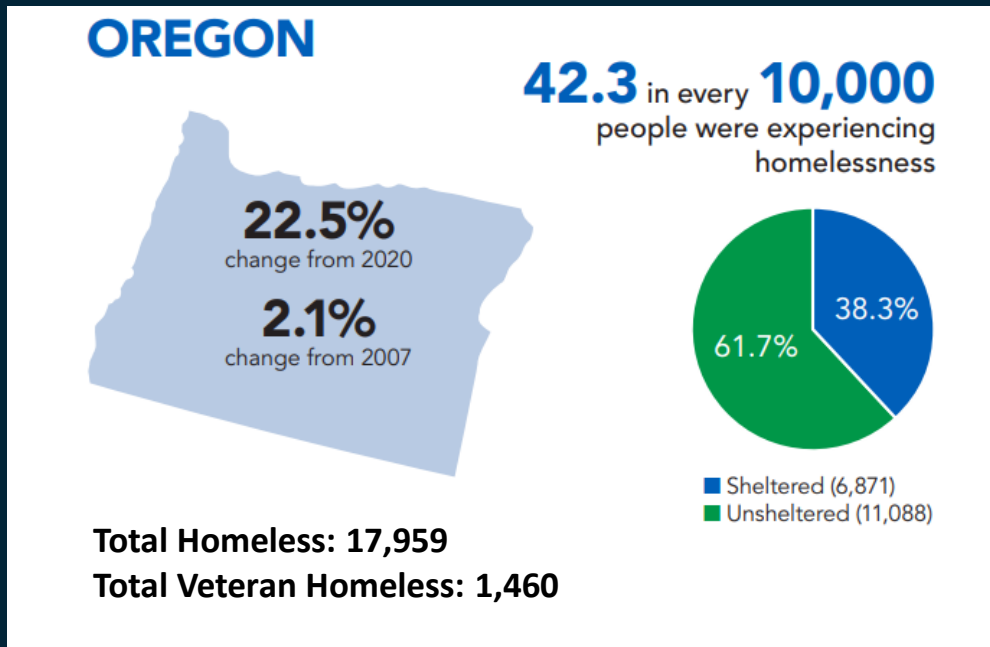 OREGON
42.3 in every 10,000
people were experiencing
homelessness
22.5%
change from 2020
2.1%
change from 2007
38.3%
61.7%
Sheltered (6,871)
Unsheltered (11,088)
Total Homeless: 17,959
Total Veteran Homeless: 1,460